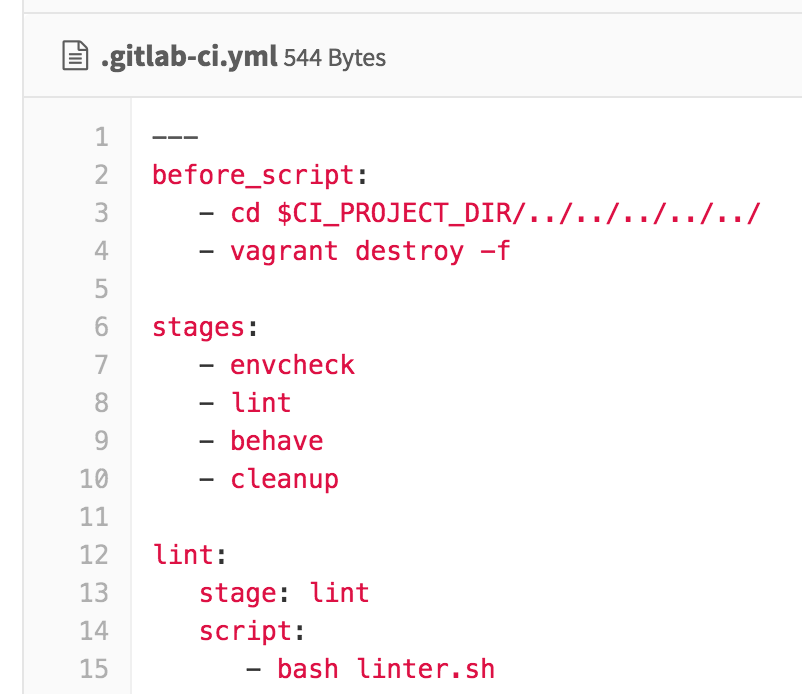 .gitlab-ci.yml 544 Bytes
1 ---
2 before_script:
3 - cd $CI_PROJECT_DIR/../../../../../
4 - vagrant destroy -f
5
6 stages:
7 - envcheck
8 - lint
9 - behave
10 - cleanup
11
12 lint:
13 stage: lint
14 script:
15 - bash linter.sh